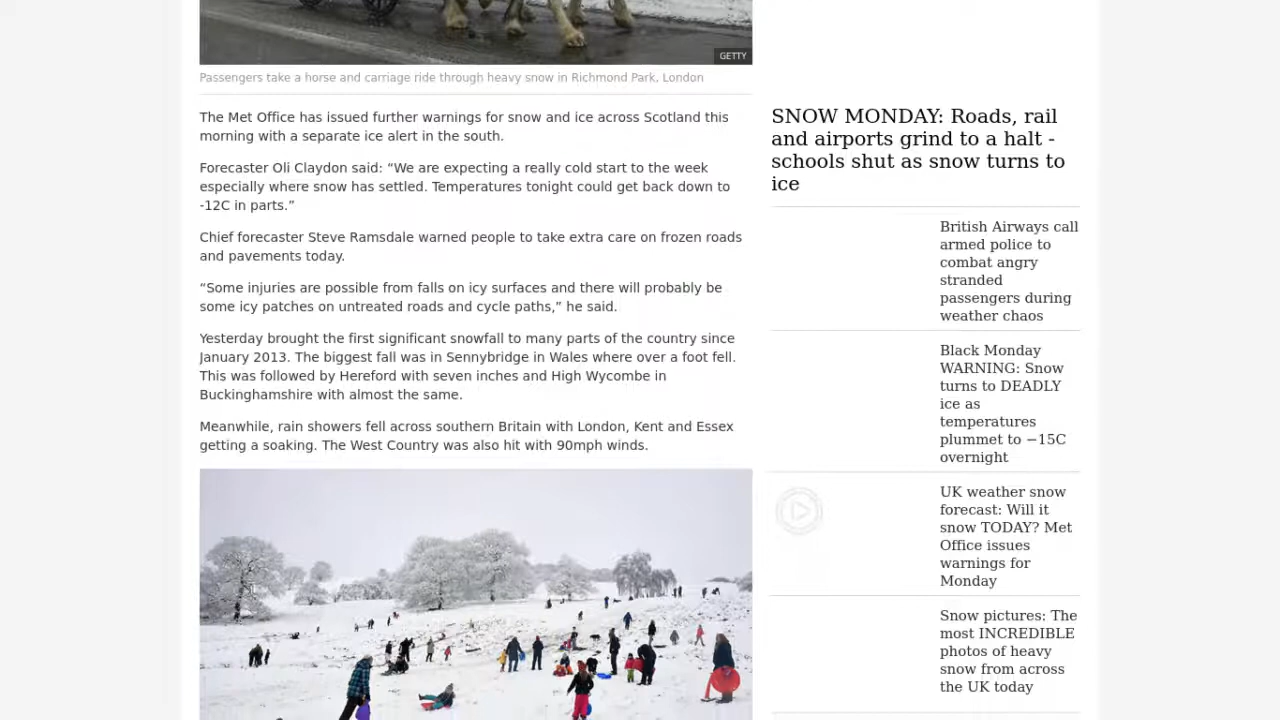 GETTY
Passengers take a horse and carriage ride through heavy snow in Richmond Park, London
The Met Office has issued further warnings for snow and ice across Scotland this
morning with a separate ice alert in the south.
Forecaster Oli Claydon said: “We are expecting a really cold start to the week
especially where snow has settled. Temperatures tonight could get back down to
-12C in parts.”
Chief forecaster Steve Ramsdale warned people to take extra care on frozen roads
and pavements today.
“Some injuries are possible from falls on icy surfaces and there will probably be
some icy patches on untreated roads and cycle paths,” he said.
Yesterday brought the first significant snowfall to many parts of the country since
January 2013. The biggest fall was in Sennybridge in Wales where over a foot fell.
This was followed by Hereford with seven inches and High Wycombe in
Buckinghamshire with almost the same.
Meanwhile, rain showers fell across southern Britain with London, Kent and Essex
getting a soaking. The West Country was also hit with 90mph winds.
SNOW MONDAY: Roads, rail
and airports grind to a halt -
schools shut as snow turns to
ice
British Airways call
armed police to
combat angry
stranded
passengers during
weather chaos
Black Monday
WARNING: Snow
turns to DEADLY
ice as
temperatures
plummet to −15C
overnight
UK weather snow
forecast: Will it
snow TODAY? Met
Office issues
warnings for
Monday
Snow pictures: The
most INCREDIBLE
photos of heavy
snow from across
the UK today